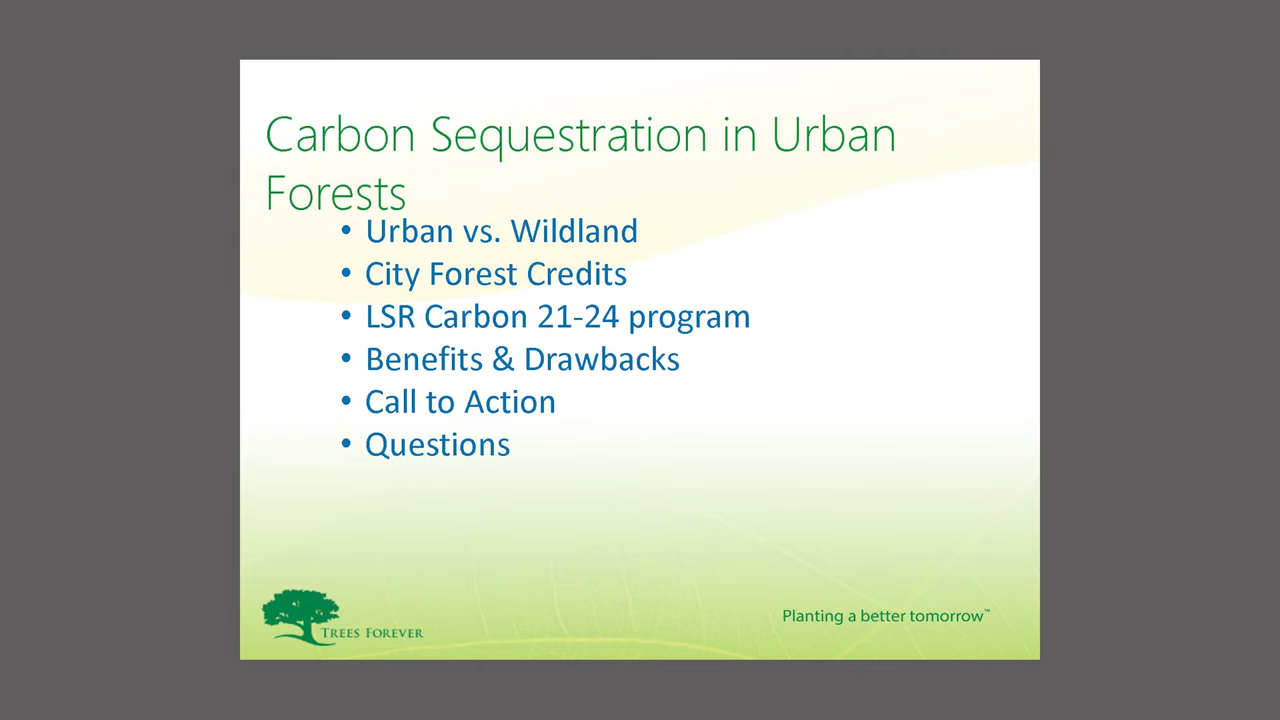 Carbon Sequestration in Urban
Forests
• Urban vs. Wildland
• City Forest Credits
• LSR Carbon 21-24 program
• Benefits & Drawbacks
• Call to Action
• Questions
TREES FOREVER
Planting a better tomorrow™